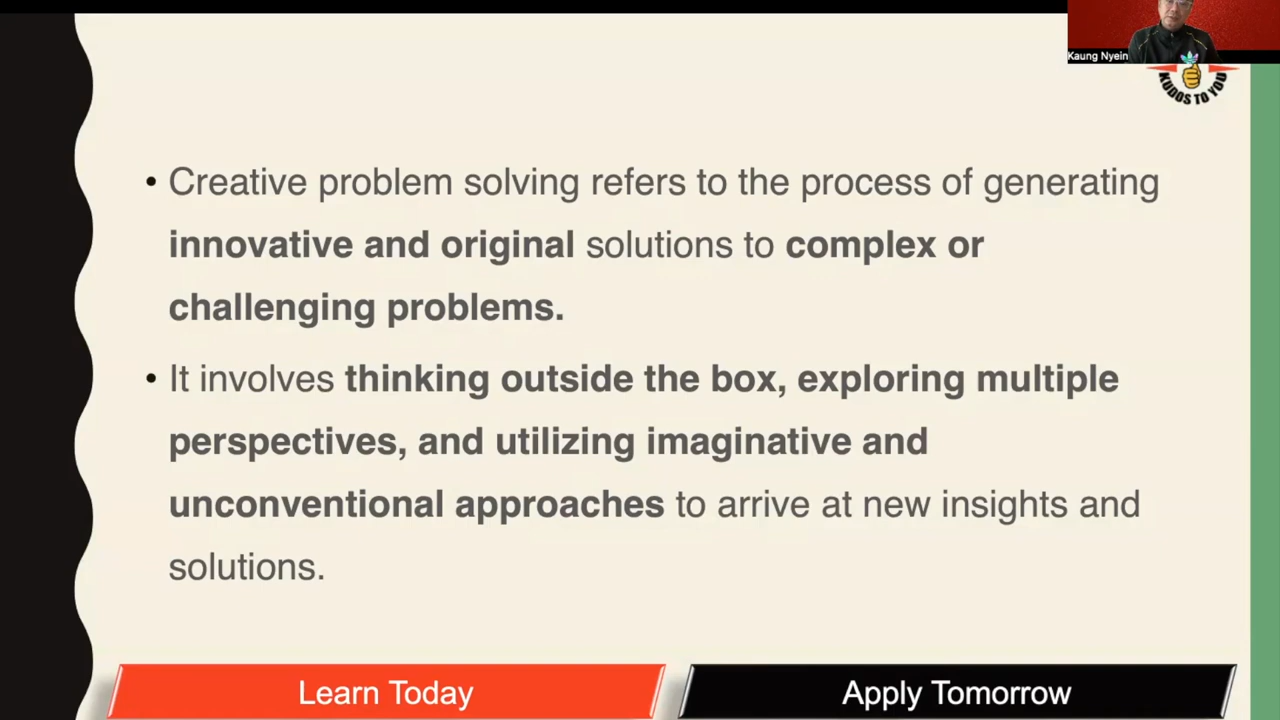 Kaung Nyein
KUDOS TO YOU
• Creative problem solving refers to the process of generating
innovative and original solutions to complex or
challenging problems.
• It involves thinking outside the box, exploring multiple
perspectives, and utilizing imaginative and
unconventional approaches to arrive at new insights and
solutions.
Learn Today
Apply Tomorrow